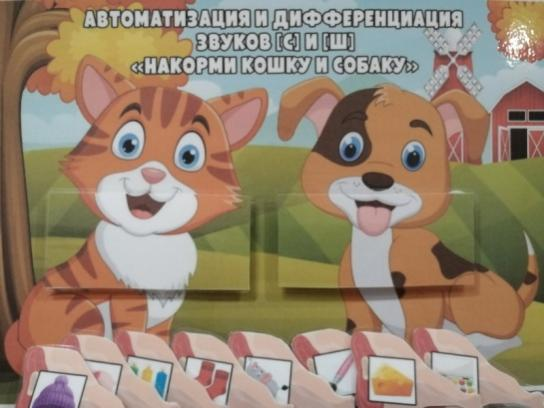 АВТОМАТИЗАЦИЯ И ДИФФЕРЕНЦИАЦИЯ
ЗВУКОВ [С] И [Ш]
«НАКОРМИ КОШКУ И СОБАКУ»